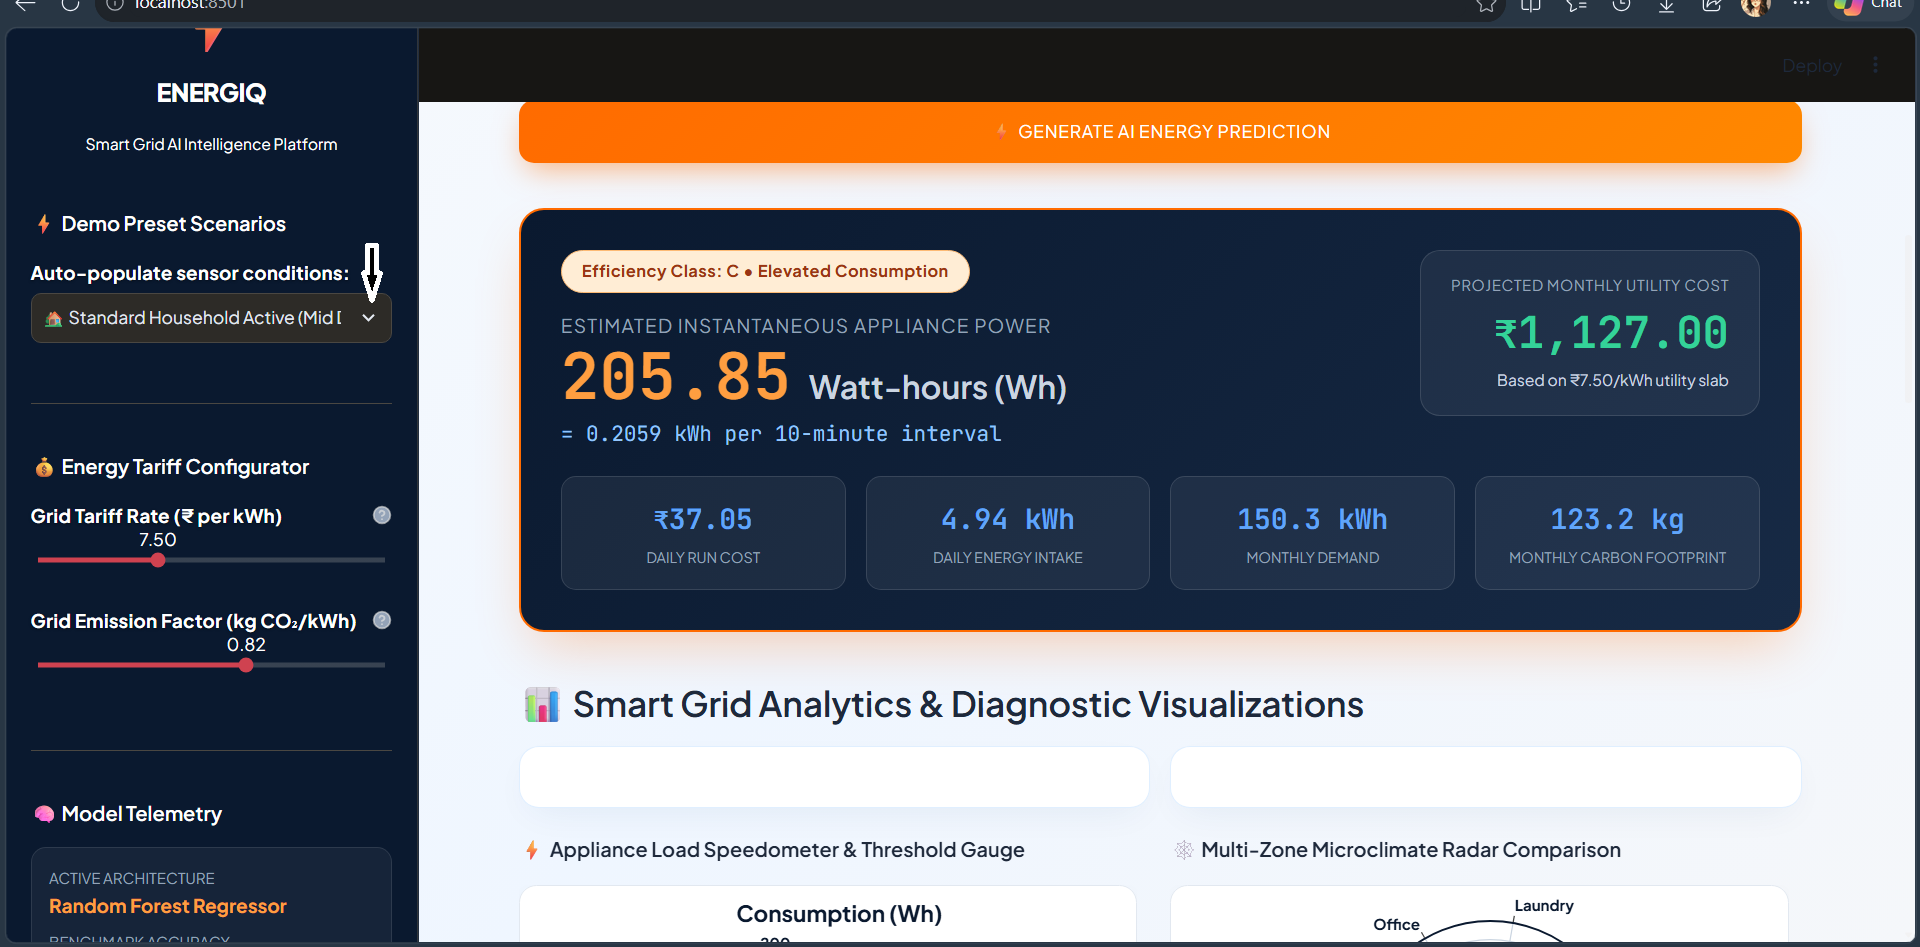 localhost:8501
Chat
ENERGIQ
Smart Grid AI Intelligence Platform
Demo Preset Scenarios
Auto-populate sensor conditions:
Standard Household Active (Mid
Energy Tariff Configurator
Grid Tariff Rate (₹ per kWh)
7.50
Grid Emission Factor (kg CO₂/kWh)
0.82
Model Telemetry
ACTIVE ARCHITECTURE
Random Forest Regressor
BENCHMARK ACCURACY
Deploy
GENERATE AI ENERGY PREDICTION
Efficiency Class: C • Elevated Consumption
ESTIMATED INSTANTANEOUS APPLIANCE POWER
205.85 Watt-hours (Wh)
= 0.2059 kWh per 10-minute interval
PROJECTED MONTHLY UTILITY COST
₹1,127.00
Based on ₹7.50/kWh utility slab
₹37.05
DAILY RUN COST
4.94 kWh
DAILY ENERGY INTAKE
150.3 kWh
MONTHLY DEMAND
123.2 kg
MONTHLY CARBON FOOTPRINT
Smart Grid Analytics & Diagnostic Visualizations
Appliance Load Speedometer & Threshold Gauge
Consumption (Wh)
Multi-Zone Microclimate Radar Comparison
Laundry
Office